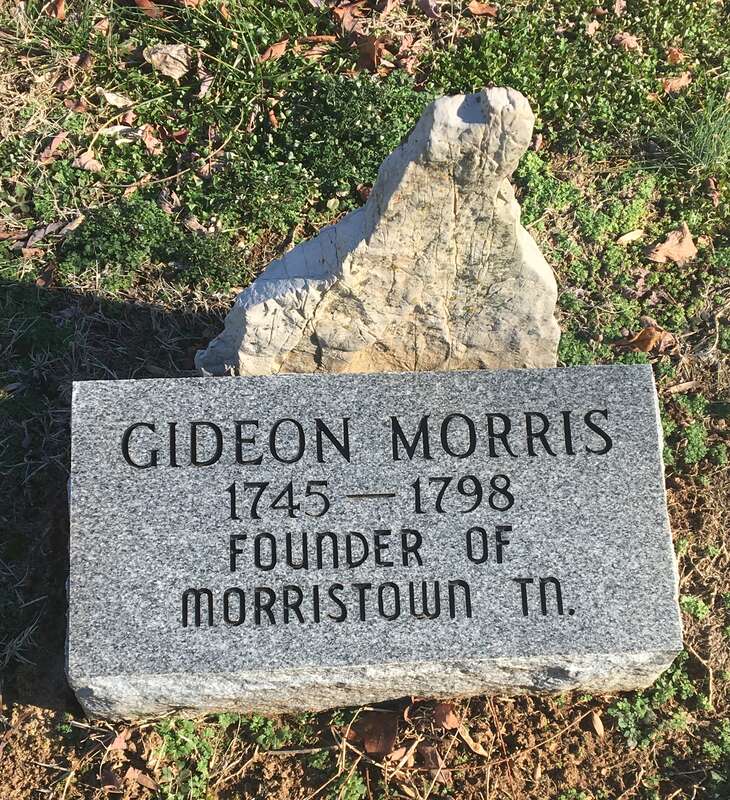 GIDEON MORRIS
1745 — 1798
FOUNDER OF
MORRISTOWN TN.